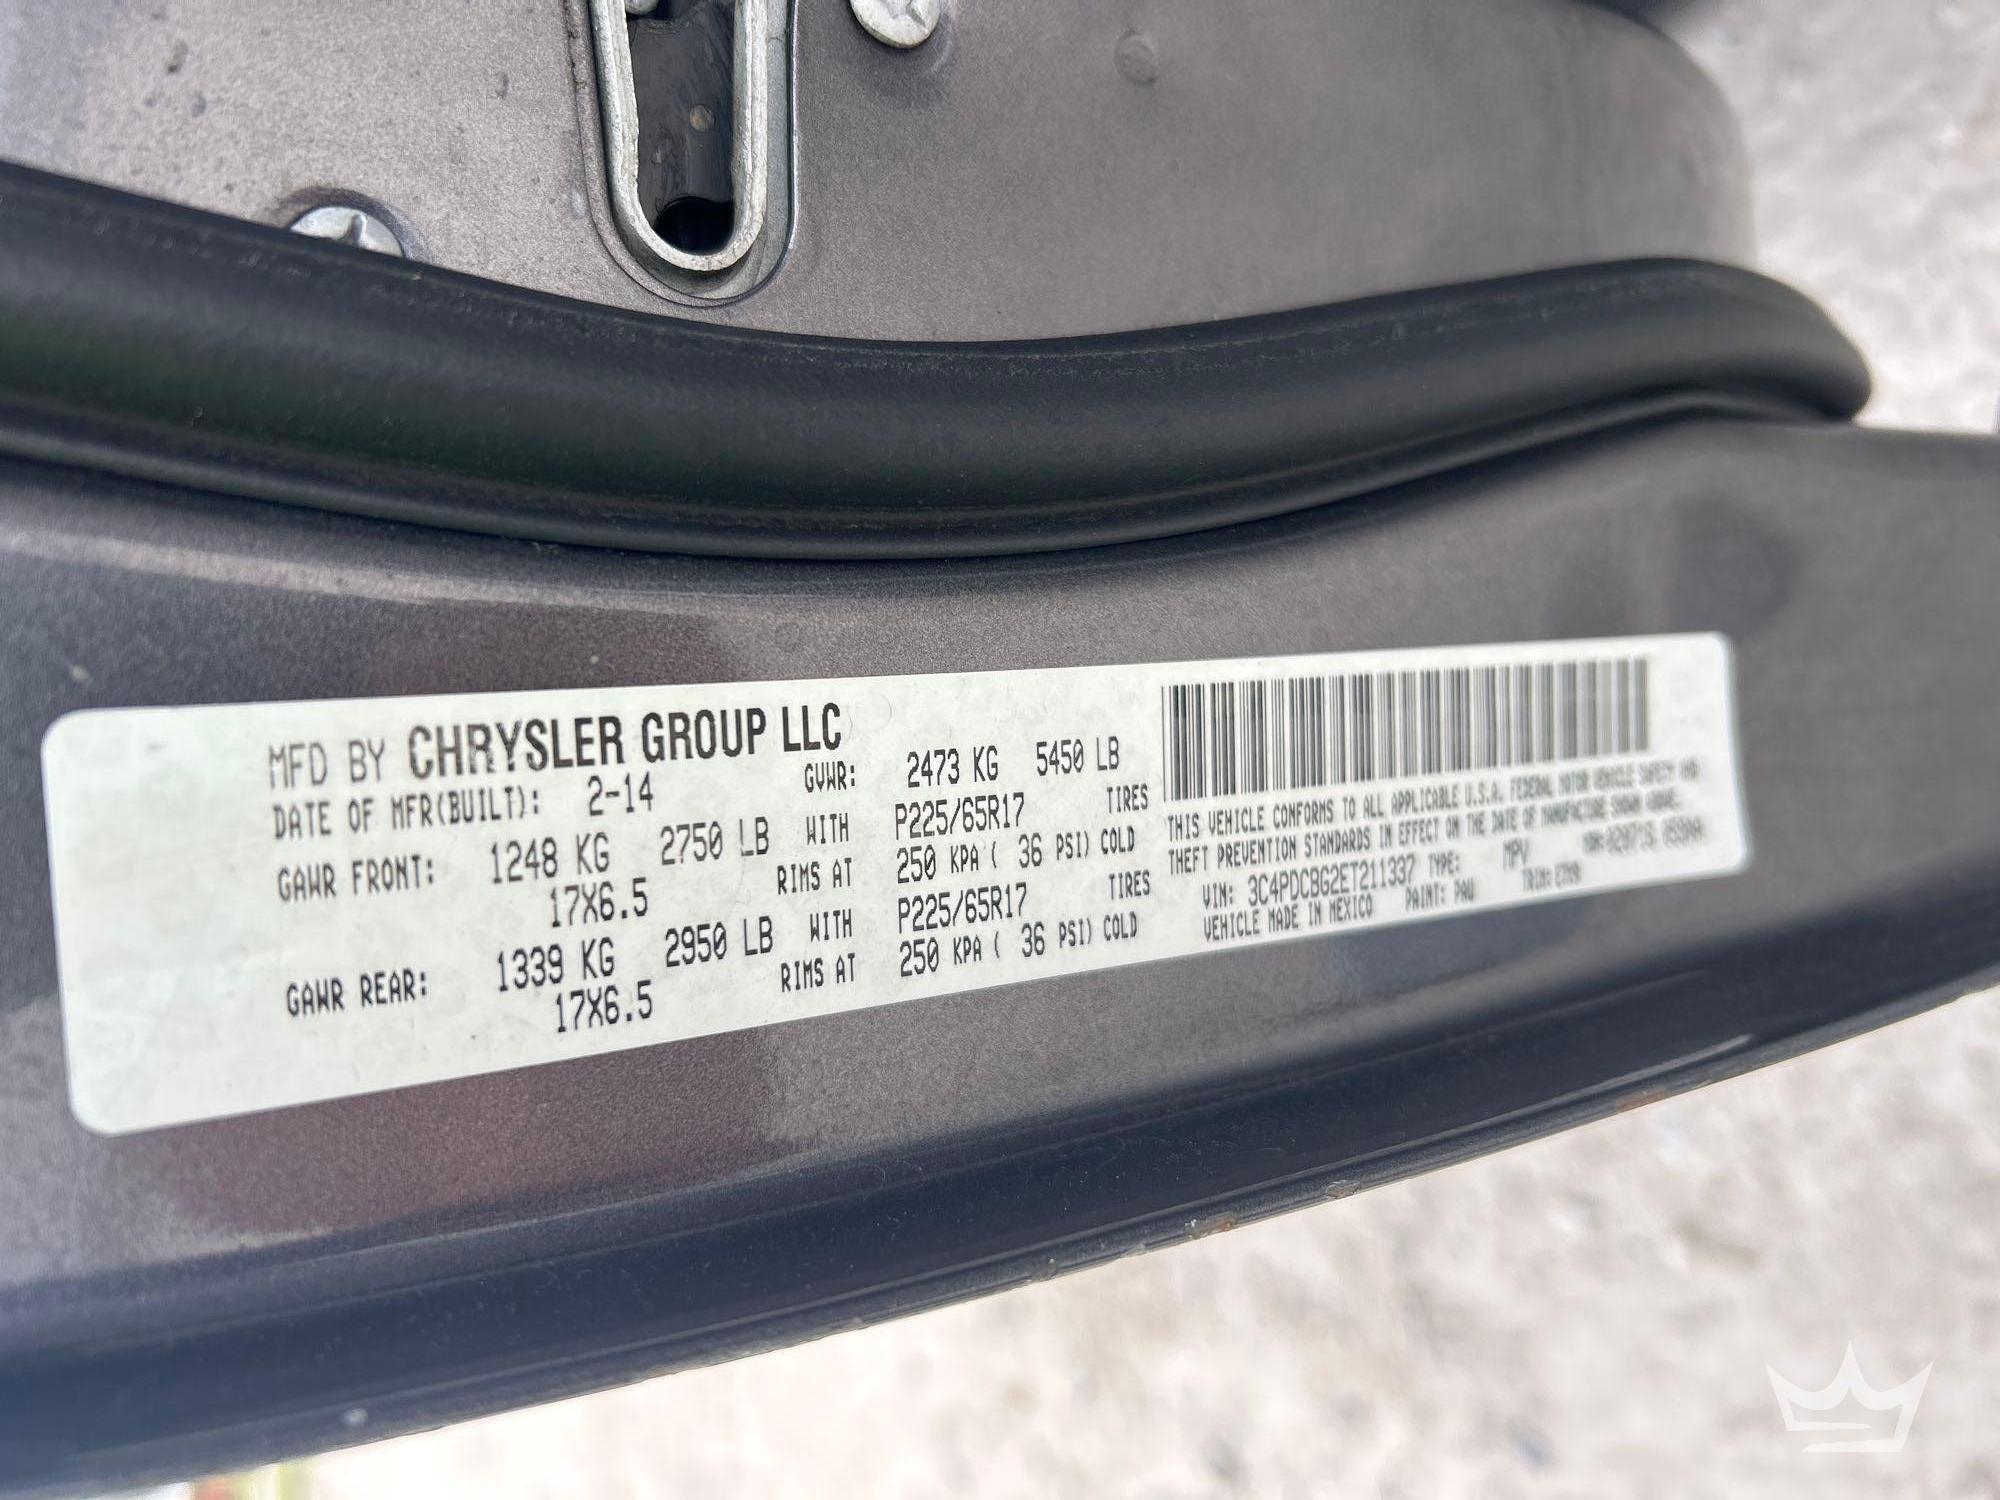 MFD BY CHRYSLER GROUP LLC
DATE OF MFR(BUILT): 2-14 GVWR: 2473 KG 5450 LB
GAWR FRONT: 1248 KG 2750 LB WITH P225/65R17 TIRES
17X6.5 RIMS AT 250 KPA ( 36 PSI) COLD
GAWR REAR: 1339 KG 2950 LB WITH P225/65R17 TIRES
17X6.5 RIMS AT 250 KPA ( 36 PSI) COLD
THIS VEHICLE CONFORMS TO ALL APPLICABLE U.S.A. FEDERAL MOTOR VEHICLE SAFETY AND
THEFT PREVENTION STANDARDS IN EFFECT ON THE DATE OF MANUFACTURE SHOWN ABOVE.
VIN: 3C4PDCBG2ET211337 TYPE: MPV
VEHICLE MADE IN MEXICO PAINT: PAU TRIM: